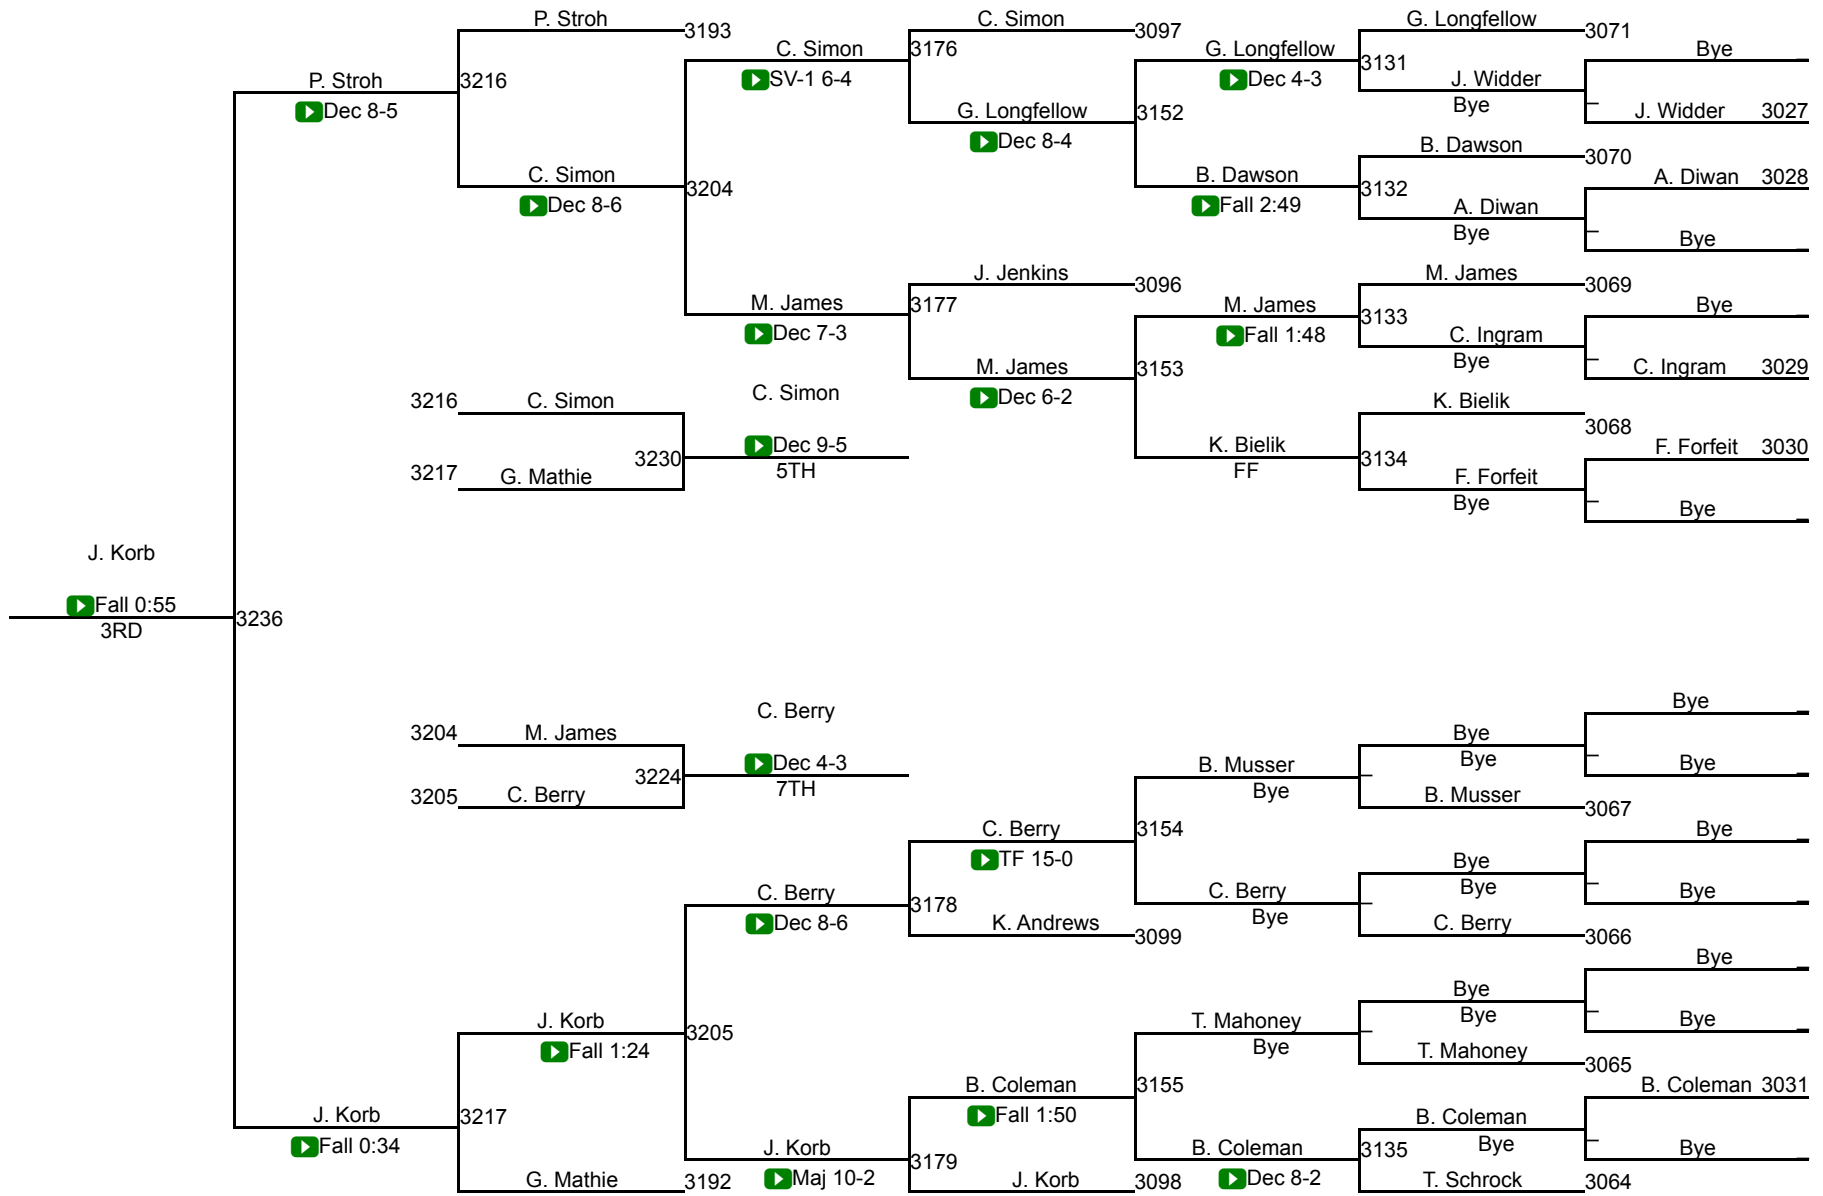 P. Stroh
C. Simon
G. Longfellow
3193
3097
3071
C. Simon
3176
G. Longfellow
3131
Bye
P. Stroh
3216
SV-1 6-4
Dec 4-3
J. Widder
Dec 8-5
G. Longfellow
3152
Bye
J. Widder 3027
Dec 8-4
B. Dawson
3070
C. Simon
3204
B. Dawson
3132
A. Diwan 3028
Dec 8-6
Fall 2:49
A. Diwan
Bye
Bye
J. Jenkins
3096
M. James
3069
M. James
3177
M. James
3133
Bye
Dec 7-3
Fall 1:48
C. Ingram
Bye
M. James
3153
C. Ingram 3029
C. Simon
Dec 6-2
3216
C. Simon
K. Bielik
3068
Dec 9-5
K. Bielik
F. Forfeit 3030
3230
5TH
FF
3134
3217
G. Mathie
F. Forfeit
Bye
Bye
J. Korb
Fall 0:55
3236
3RD
Bye
C. Berry
3204
M. James
Bye
Dec 4-3
B. Musser
Bye
Bye
3224
7TH
Bye
3205
C. Berry
B. Musser
3067
C. Berry
3154
Bye
TF 15-0
Bye
C. Berry
C. Berry
Bye
Bye
3178
Bye
Dec 8-6
K. Andrews
3099
C. Berry
3066
Bye
Bye
J. Korb
3205
T. Mahoney
Bye
Bye
Fall 1:24
Bye
T. Mahoney
3065
B. Coleman
3155
B. Coleman 3031
J. Korb
3217
Fall 1:50
B. Coleman
Fall 0:34
J. Korb
3179
B. Coleman
3135
Bye
Bye
G. Mathie
3192
Maj 10-2
J. Korb
3098
Dec 8-2
T. Schrock
3064